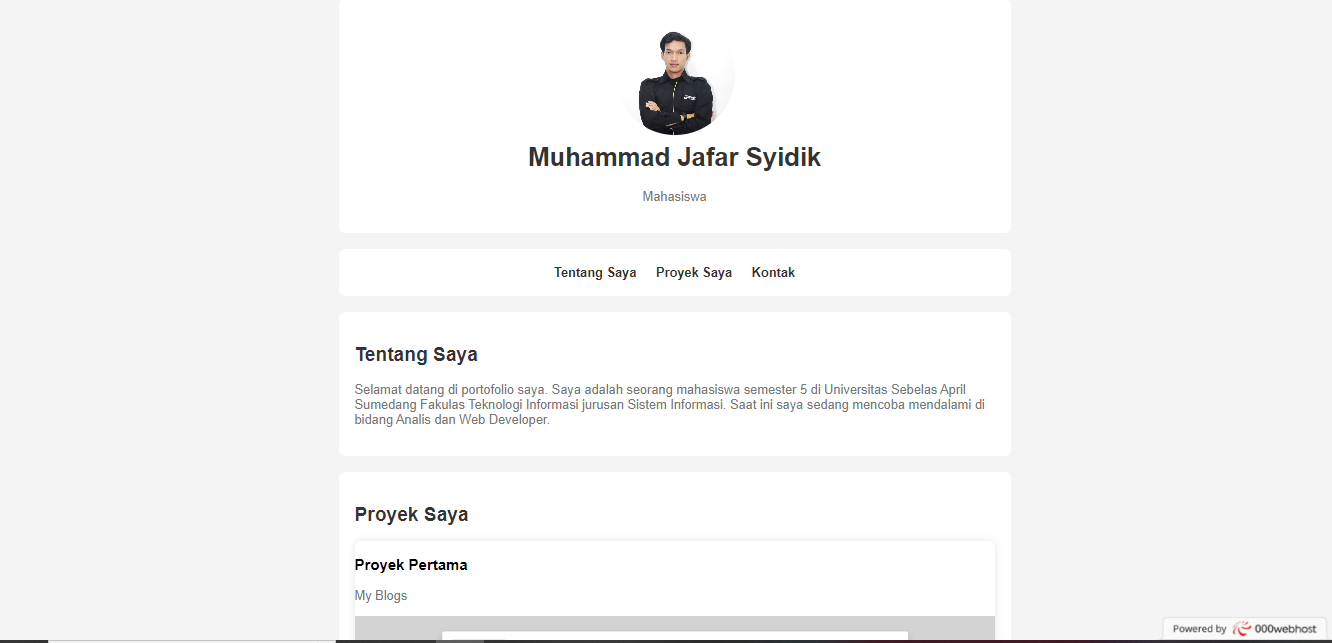 Muhammad Jafar Syidik
Mahasiswa
Tentang Saya Proyek Saya Kontak
Tentang Saya
Selamat datang di portofolio saya. Saya adalah seorang mahasiswa semester 5 di Universitas Sebelas April
Sumedang Fakulas Teknologi Informasi jurusan Sistem Informasi. Saat ini saya sedang mencoba mendalami di
bidang Analis dan Web Developer.
Proyek Saya
Proyek Pertama
My Blogs
Powered by 000webhost